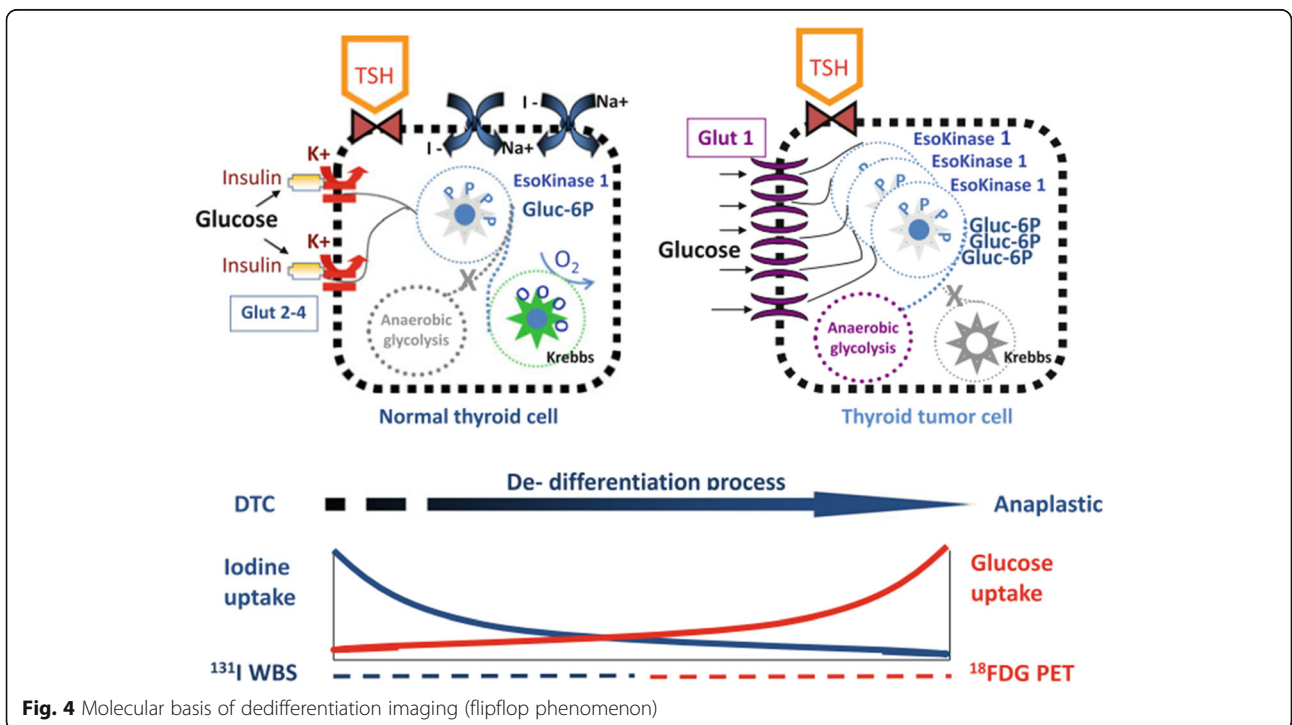 TSH
I - Na+
I - Na+
K+
Insulin
Glucose
K+
Insulin
Glut 2-4
EsoKinase 1
Gluc-6P
P P P P
X
O2
O O O O
Anaerobic
glycolysis
Krebbs
Normal thyroid cell
TSH
Glut 1
Glucose
EsoKinase 1
EsoKinase 1
EsoKinase 1
P P P P
Gluc-6P
Gluc-6P
Gluc-6P
X
Anaerobic
glycolysis
Krebbs
Thyroid tumor cell
De- differentiation process
DTC
Anaplastic
Iodine
uptake
Glucose
uptake
131I WBS
18FDG PET
Fig. 4 Molecular basis of dedifferentiation imaging (flipflop phenomenon)